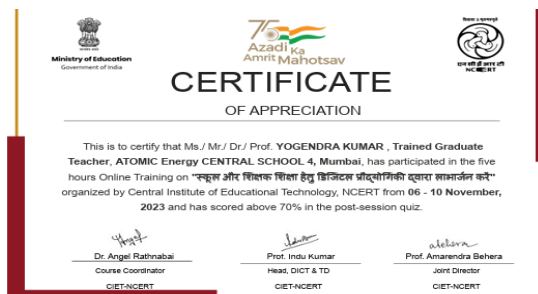 75
Azadi Ka
Amrit Mahotsav
Ministry of Education
Government of India
एन सी ई आर टी
NCERT
CERTIFICATE
OF APPRECIATION
This is to certify that Ms./ Mr./ Dr./ Prof. YOGENDRA KUMAR , Trained Graduate
Teacher, ATOMIC Energy CENTRAL SCHOOL 4, Mumbai, has participated in the five
hours Online Training on "स्कूल और शिक्षक शिक्षा हेतु डिजिटल प्रौद्योगिकी द्वारा लाभार्जन करें"
organized by Central Institute of Educational Technology, NCERT from 06 - 10 November,
2023 and has scored above 70% in the post-session quiz.
Dr. Angel Rathnabai
Course Coordinator
CIET-NCERT
Prof. Indu Kumar
Head, DICT & TD
CIET-NCERT
Prof. Amarendra Behera
Joint Director
CIET-NCERT